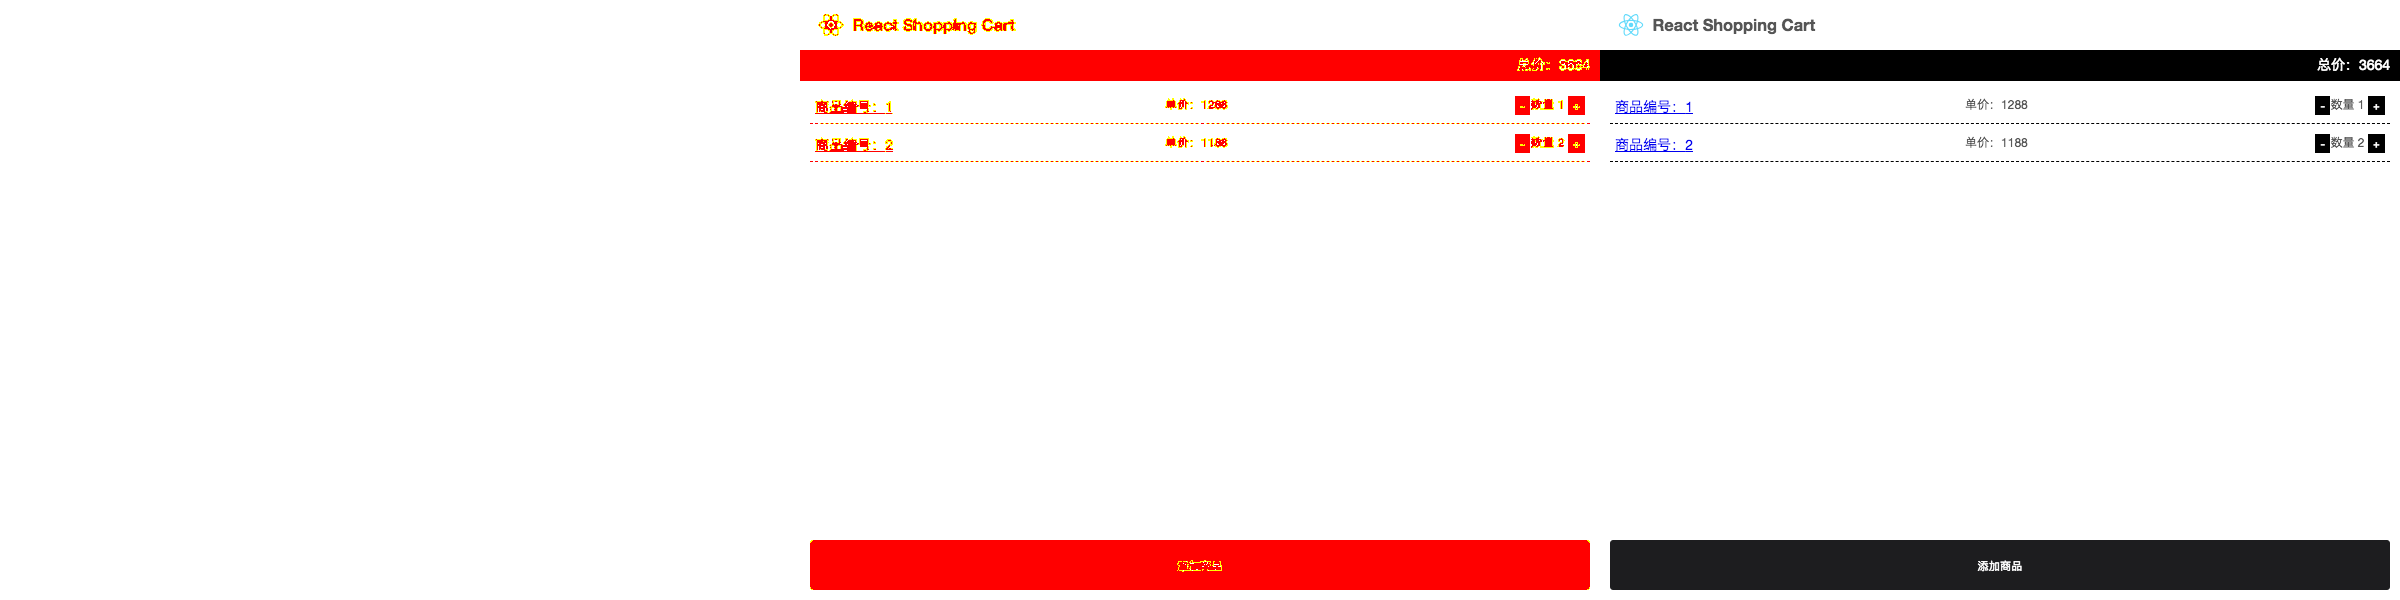 React Shopping Cart
总价：3664
商品编号：1 单价：1288 - 数量 1 +
商品编号：2 单价：1188 - 数量 2 +
添加商品
React Shopping Cart
总价：3664
商品编号：1 单价：1288 - 数量 1 +
商品编号：2 单价：1188 - 数量 2 +
添加商品